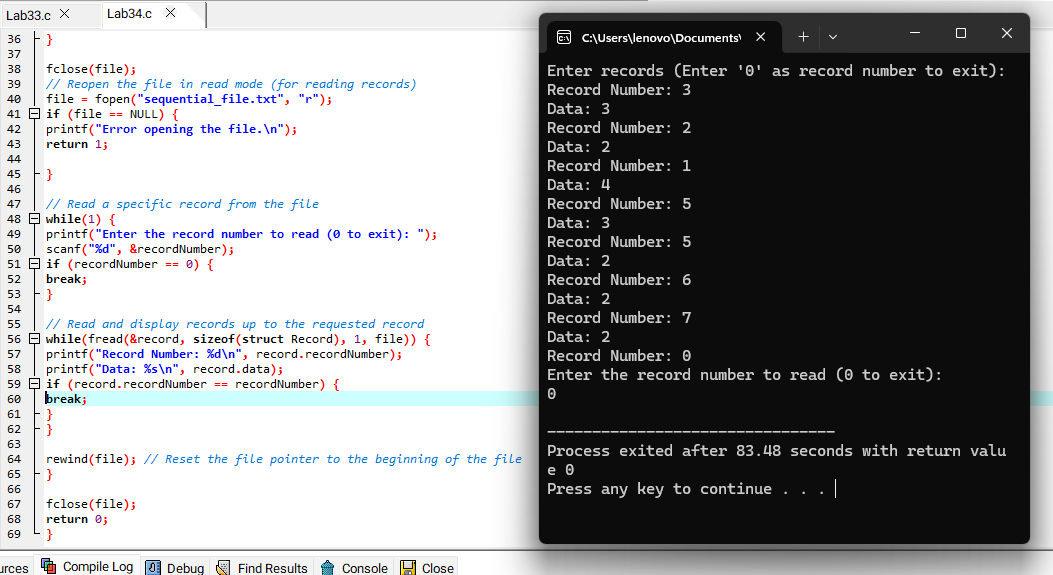 Lab33.c
Lab34.c
36 }
37
38 fclose(file);
39 // Reopen the file in read mode (for reading records)
40 file = fopen("sequential_file.txt", "r");
41 if (file == NULL) {
42 printf("Error opening the file.\n");
43 return 1;
44
45 }
46
47 // Read a specific record from the file
48 while(1) {
49 printf("Enter the record number to read (0 to exit): ");
50 scanf("%d", &recordNumber);
51 if (recordNumber == 0) {
52 break;
53 }
54
55 // Read and display records up to the requested record
56 while(fread(&record, sizeof(struct Record), 1, file)) {
57 printf("Record Number: %d\n", record.recordNumber);
58 printf("Data: %s\n", record.data);
59 if (record.recordNumber == recordNumber) {
60 break;
61 }
62 }
63
64 rewind(file); // Reset the file pointer to the beginning of the file
65 }
66
67 fclose(file);
68 return 0;
69 }
urces
Compile Log
Debug
Find Results
Console
Close
C:\Users\lenovo\Documents\
Enter records (Enter '0' as record number to exit):
Record Number: 3
Data: 3
Record Number: 2
Data: 2
Record Number: 1
Data: 4
Record Number: 5
Data: 3
Record Number: 5
Data: 2
Record Number: 6
Data: 2
Record Number: 7
Data: 2
Record Number: 0
Enter the record number to read (0 to exit):
0
--------------------------------
Process exited after 83.48 seconds with return valu
e 0
Press any key to continue . . .